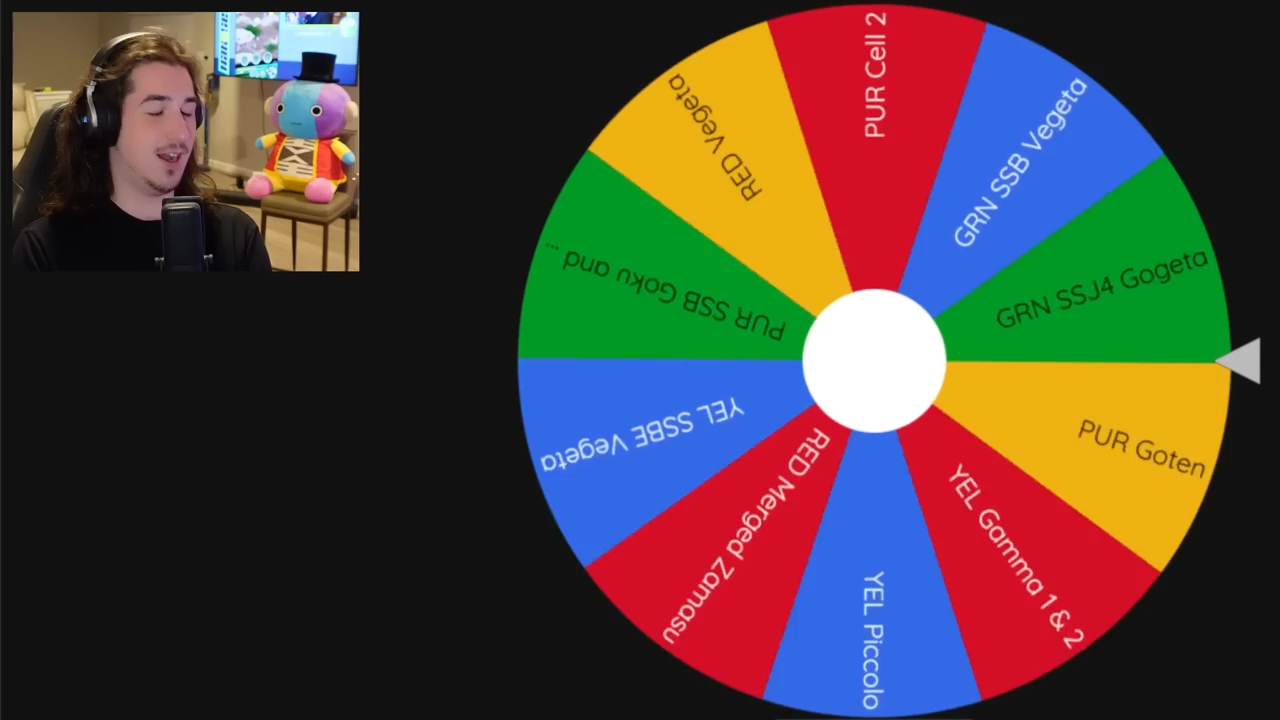 PUR Cell 2
GRN SSB Vegeta
GRN SSJ4 Gogeta
PUR Goten
YEL Gamma 1 & 2
YEL Piccolo
RED Merged Zamasu
YEL SSBE Vegeta
PUR SSB Goku and ...
RED Vegeta